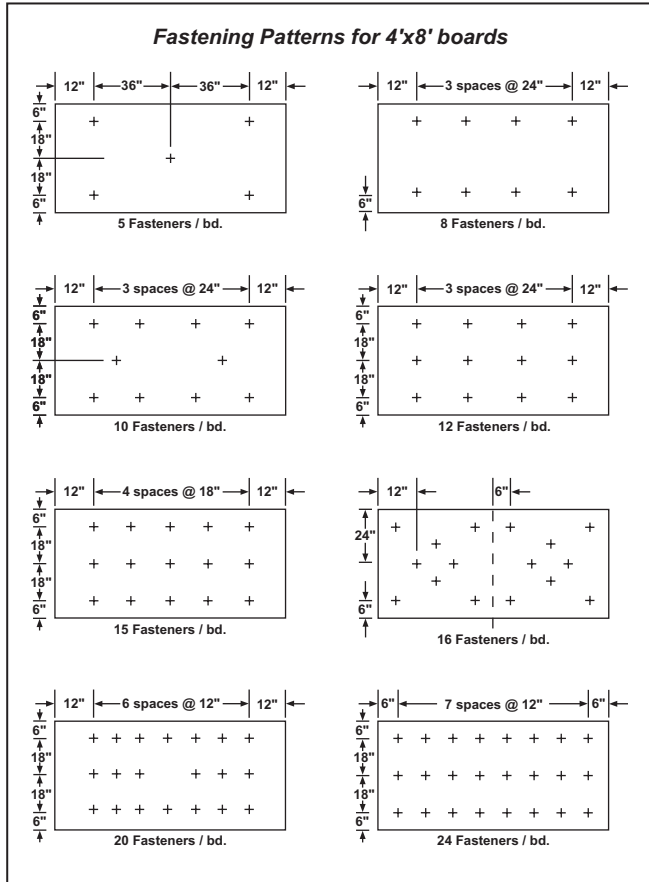 Fastening Patterns for 4'x8' boards
12" 36" 36" 12"
6"
18"
18"
6"
5 Fasteners / bd.
12" 3 spaces @ 24" 12"
6"
8 Fasteners / bd.
12" 3 spaces @ 24" 12"
6"
18"
18"
6"
10 Fasteners / bd.
12" 3 spaces @ 24" 12"
6"
18"
18"
6"
12 Fasteners / bd.
12" 4 spaces @ 18" 12"
6"
18"
18"
6"
15 Fasteners / bd.
12" 6"
24"
6"
16 Fasteners / bd.
12" 6 spaces @ 12" 12"
6"
18"
18"
6"
20 Fasteners / bd.
6" 7 spaces @ 12" 6"
6"
18"
18"
6"
24 Fasteners / bd.